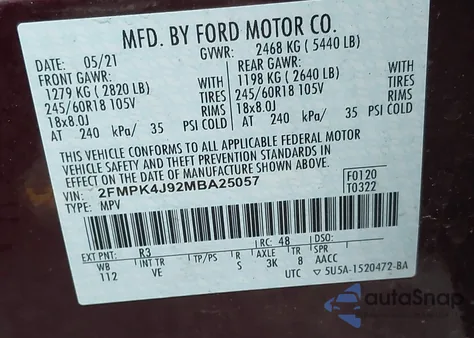 MFD. BY FORD MOTOR CO.
DATE: 05/21 GVWR: 2468 KG ( 5440 LB)
FRONT GAWR: REAR GAWR:
1279 KG ( 2820 LB) WITH 1198 KG ( 2640 LB) WITH
245/60R18 105V TIRES 245/60R18 105V TIRES
18x8.0J RIMS 18x8.0J RIMS
AT 240 kPa/ 35 PSI COLD AT 240 kPa/ 35 PSI COLD
THIS VEHICLE CONFORMS TO ALL APPLICABLE FEDERAL MOTOR
VEHICLE SAFETY AND THEFT PREVENTION STANDARDS IN
EFFECT ON THE DATE OF MANUFACTURE SHOWN ABOVE.
VIN: 2FMPK4J92MBA25057 F0120
TYPE: MPV T0322
EXT PNT: R3 RC: 48 DSO:
WB INT TR TP/PS R AXLE TR SPR
112 VE S 3K 8 AA
UTC ▽ 5U5A-1520472-BA
autoSnap